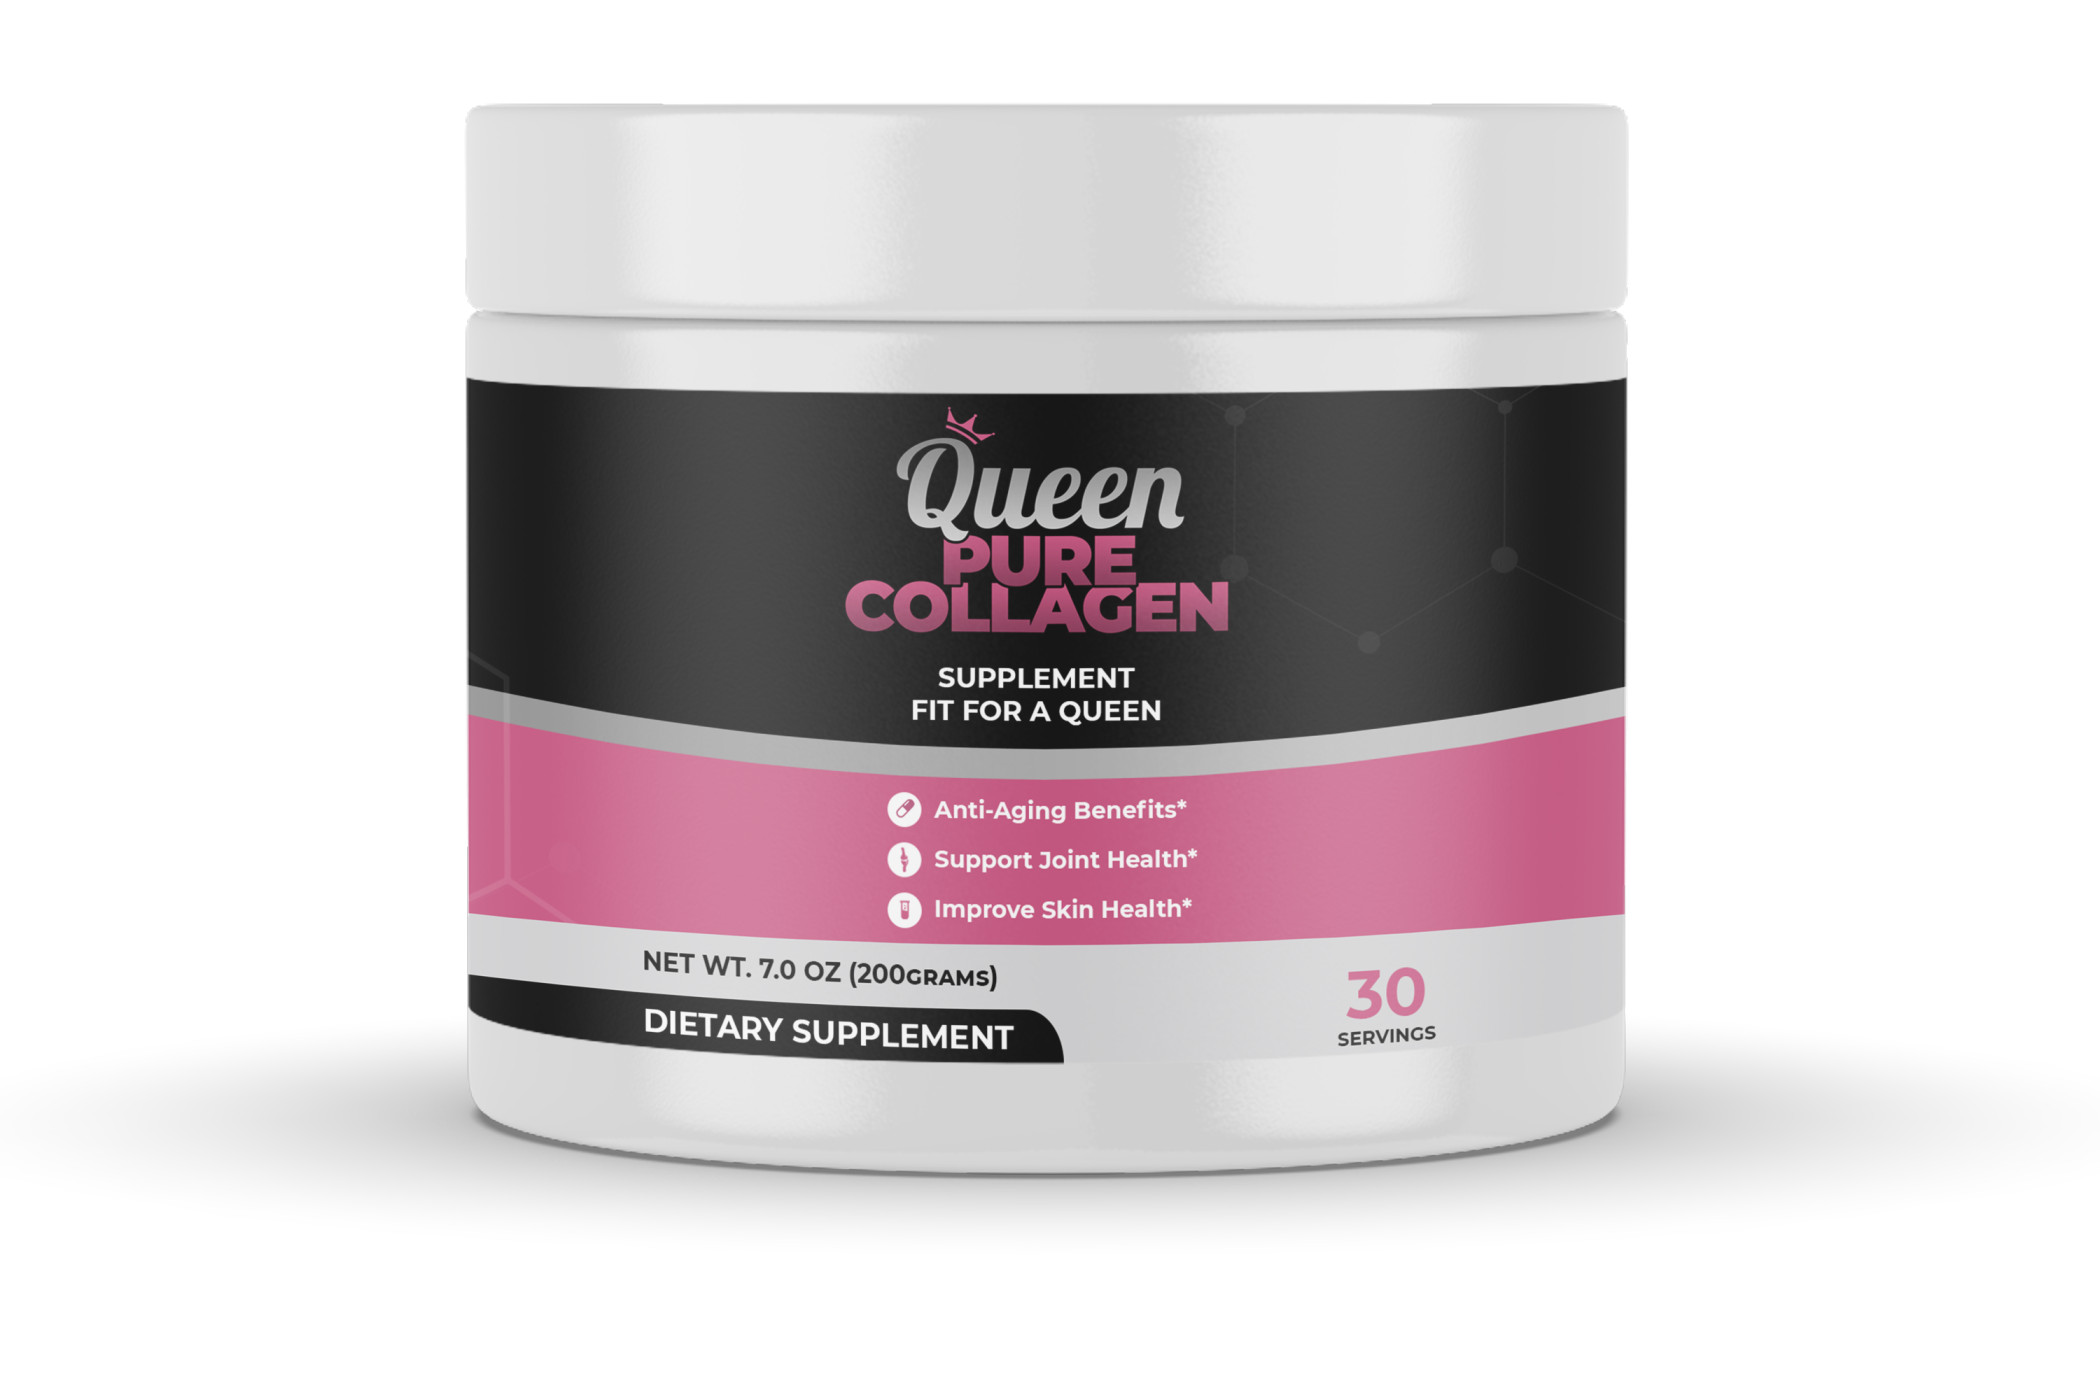 Queen
PURE
COLLAGEN
SUPPLEMENT
FIT FOR A QUEEN
Anti-Aging Benefits*
Support Joint Health*
Improve Skin Health*
NET WT. 7.0 OZ (200GRAMS)
DIETARY SUPPLEMENT
30
SERVINGS